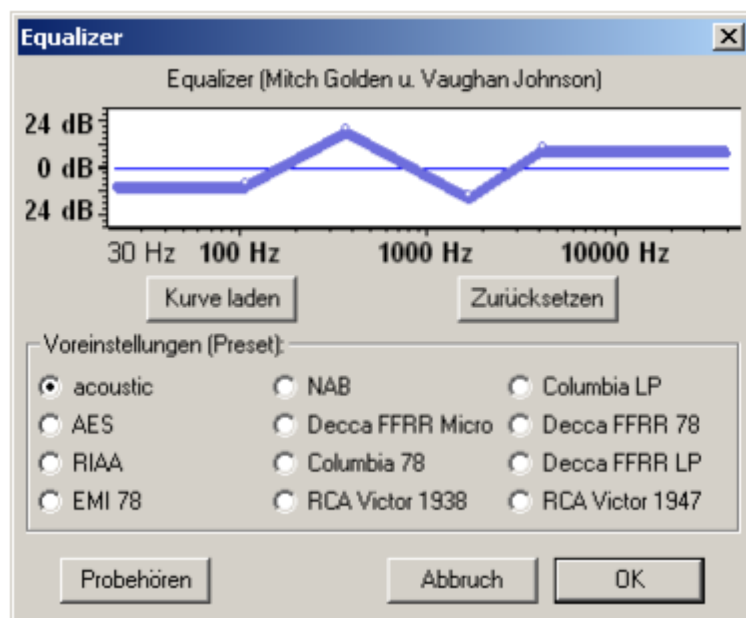 Equalizer
Equalizer (Mitch Golden u. Vaughan Johnson)
24 dB
0 dB
24 dB
30 Hz 100 Hz 1000 Hz 10000 Hz
Kurve laden Zurücksetzen
Voreinstellungen (Preset):
acoustic NAB Columbia LP
AES Decca FFRR Micro Decca FFRR 78
RIAA Columbia 78 Decca FFRR LP
EMI 78 RCA Victor 1938 RCA Victor 1947
Probehören Abbruch OK